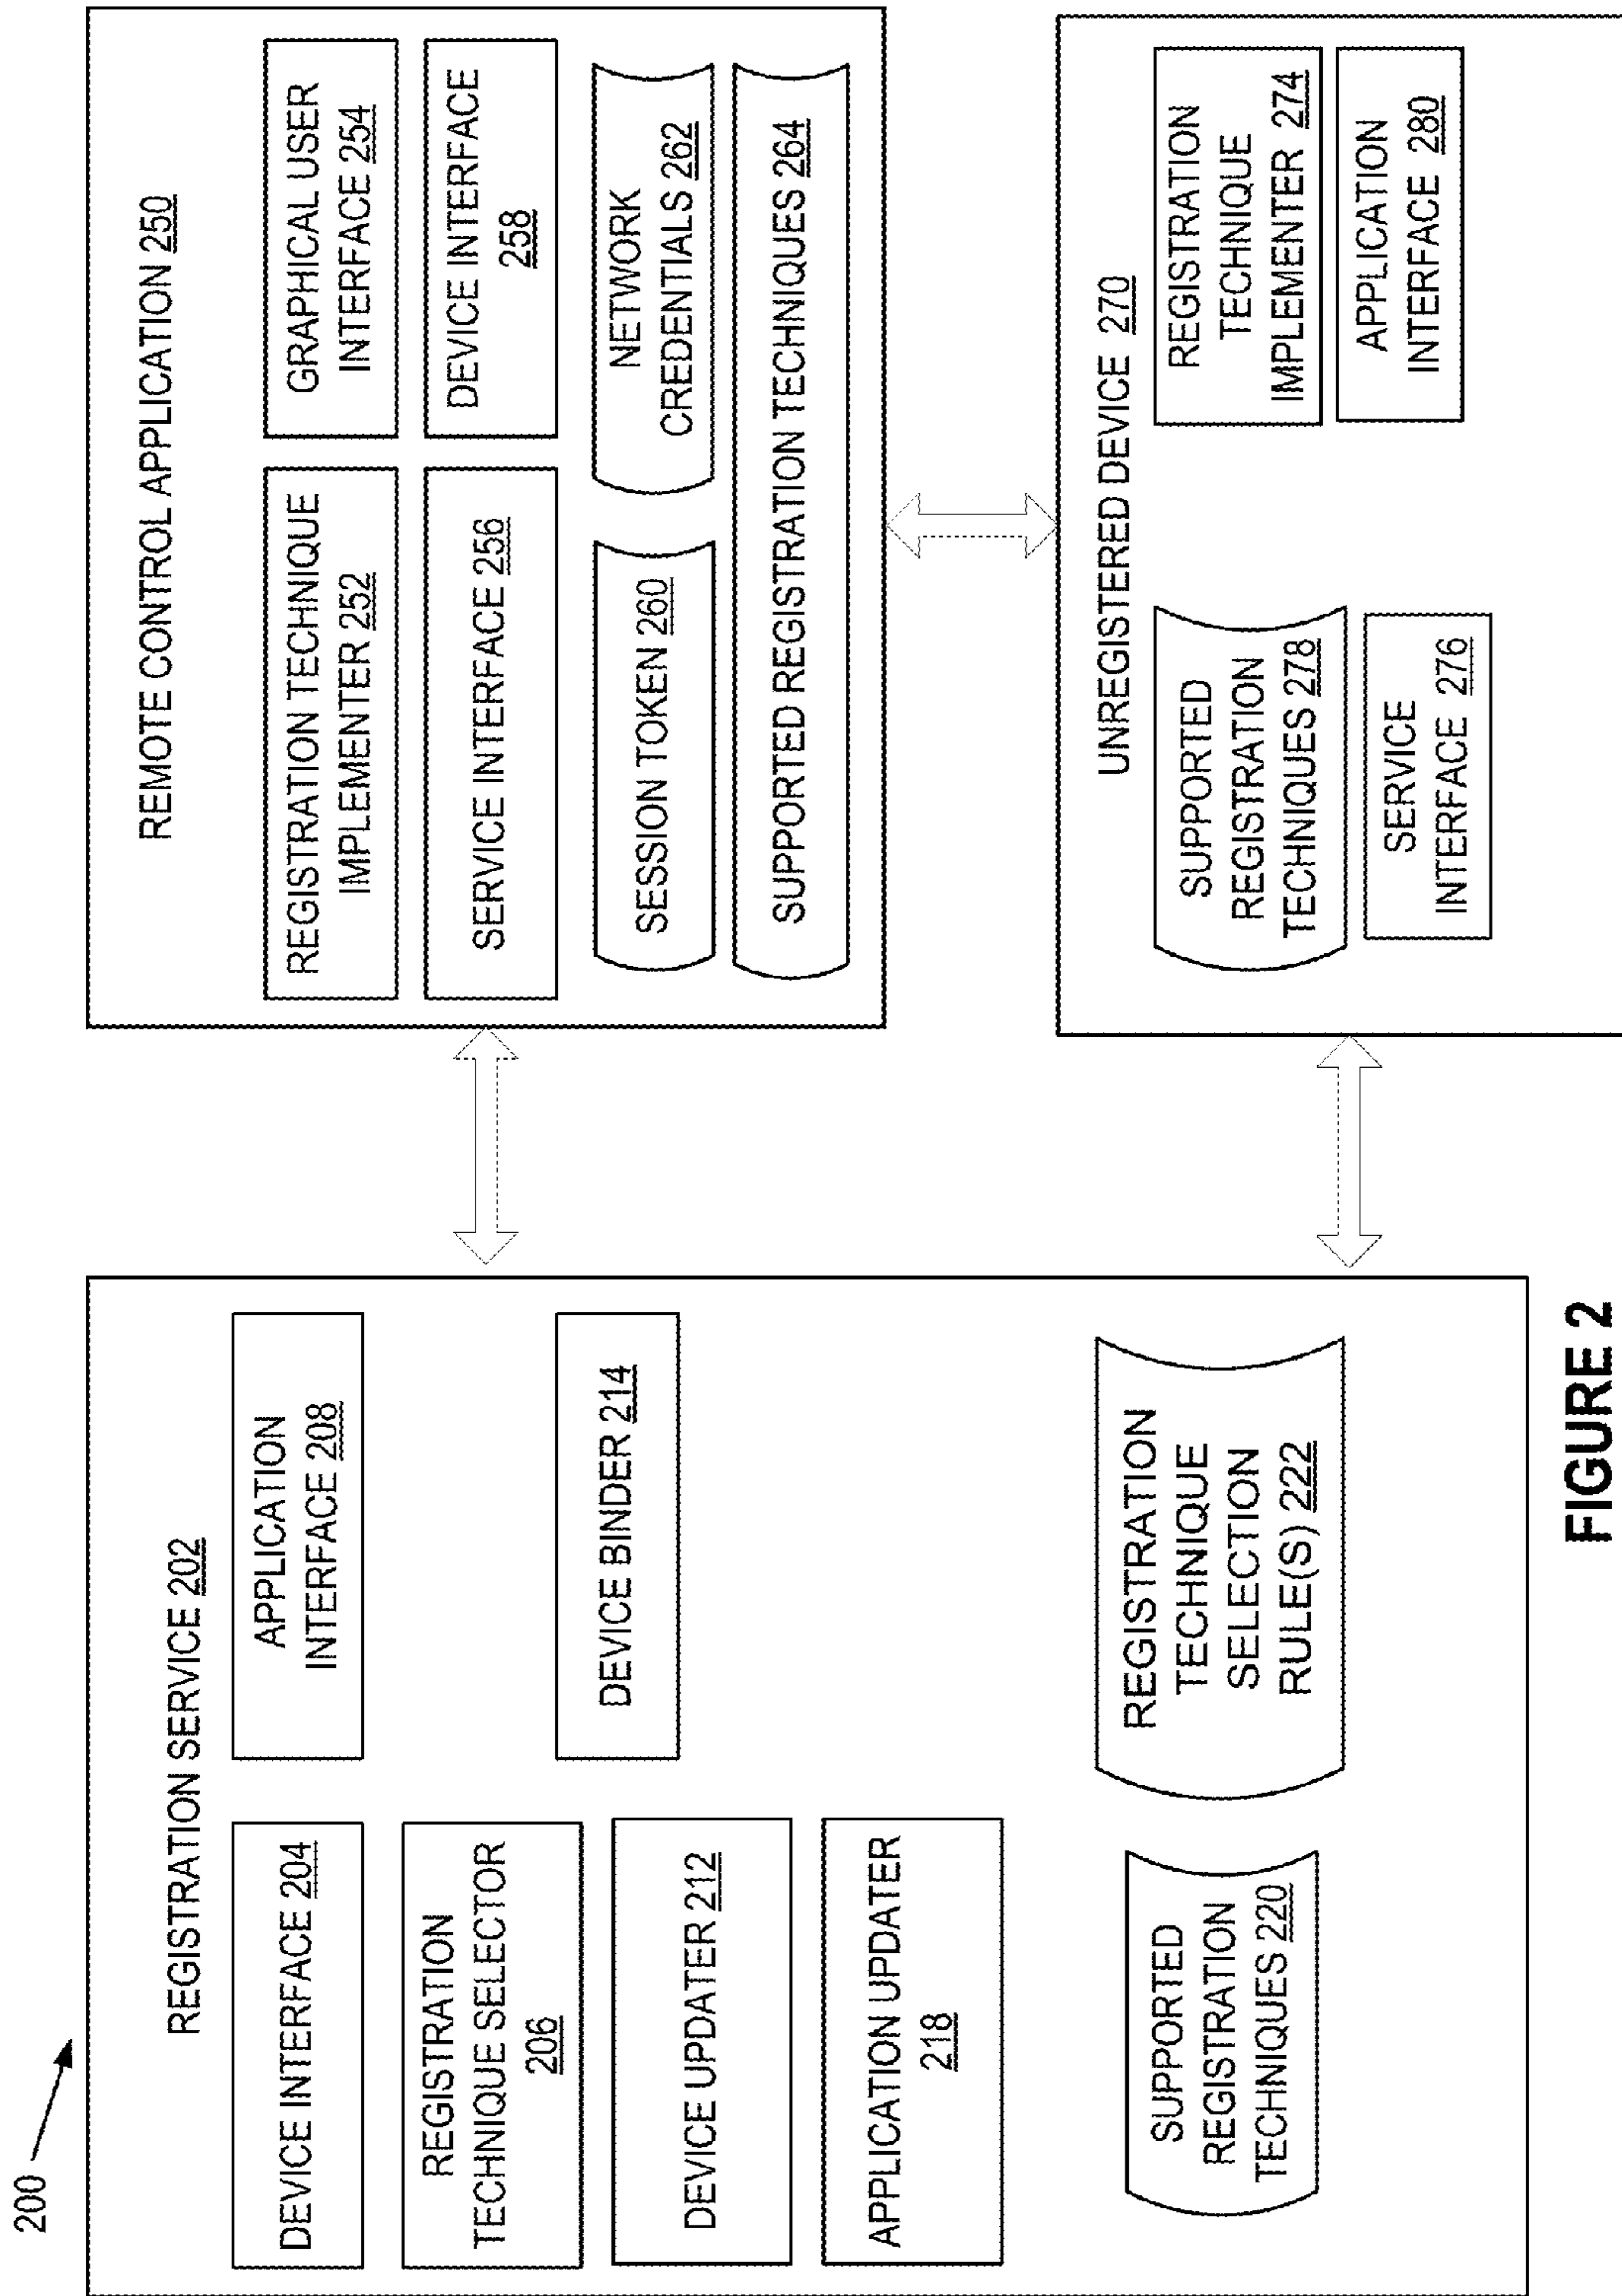 200
REGISTRATION SERVICE 202
DEVICE INTERFACE 204
APPLICATION
INTERFACE 208
REGISTRATION
TECHNIQUE SELECTOR
206
DEVICE BINDER 214
DEVICE UPDATER 212
APPLICATION UPDATER
218
SUPPORTED
REGISTRATION
TECHNIQUES 220
REGISTRATION
TECHNIQUE
SELECTION
RULE(S) 222
REMOTE CONTROL APPLICATION 250
REGISTRATION TECHNIQUE
IMPLEMENTER 252
GRAPHICAL USER
INTERFACE 254
SERVICE INTERFACE 256
DEVICE INTERFACE
258
SESSION TOKEN 260
NETWORK
CREDENTIALS 262
SUPPORTED REGISTRATION TECHNIQUES 264
UNREGISTERED DEVICE 270
SUPPORTED
REGISTRATION
TECHNIQUES 278
REGISTRATION
TECHNIQUE
IMPLEMENTER 274
SERVICE
INTERFACE 276
APPLICATION
INTERFACE 280
FIGURE 2